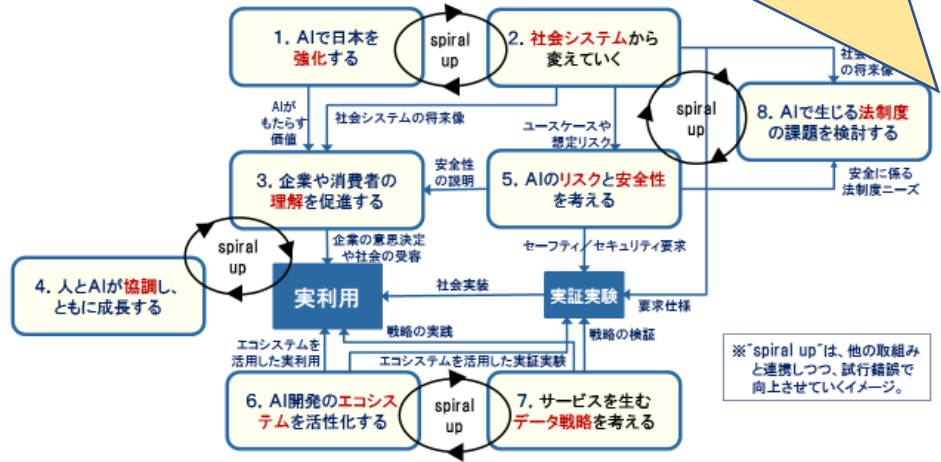 1. AIで日本を
強化する
spiral
up
2. 社会システムから
変えていく
社会
の将来像
AIが
もたらす
価値
社会システムの将来像
ユースケースや
想定リスク
spiral
up
8. AIで生じる法制度
の課題を検討する
3. 企業や消費者の
理解を促進する
安全性
の説明
5. AIのリスクと安全性
を考える
安全に係る
法制度ニーズ
spiral
up
企業の意思決定
や社会の受容
セーフティ/セキュリティ要求
4. 人とAIが協調し、
ともに成長する
実利用
社会実装
実証実験
要求仕様
戦略の実践
戦略の検証
エコシステムを
活用した実利用
エコシステムを活用した実証実験
※"spiral up"は、他の取組み
と連携しつつ、試行錯誤で
向上させていくイメージ。
6. AI開発のエコシス
テムを活性化する
spiral
up
7. サービスを生む
データ戦略を考える